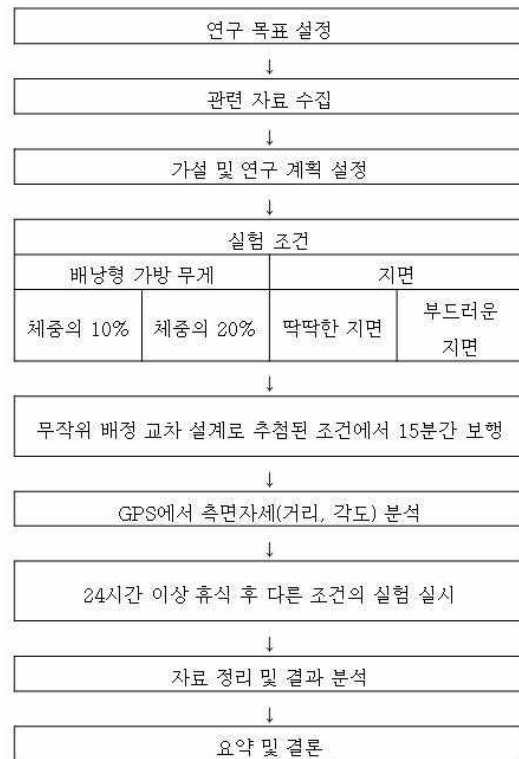 연구 목표 설정
↓
관련 자료 수집
↓
가설 및 연구 계획 설정
↓
실험 조건
배낭형 가방 무게 지면
체중의 10% 체중의 20% 딱딱한 지면 부드러운
지면
↓
무작위 배정 교차 설계로 추첨된 조건에서 15분간 보행
↓
GPS에서 측면자세(거리, 각도) 분석
↓
24시간 이상 휴식 후 다른 조건의 실험 실시
↓
자료 정리 및 결과 분석
↓
요약 및 결론